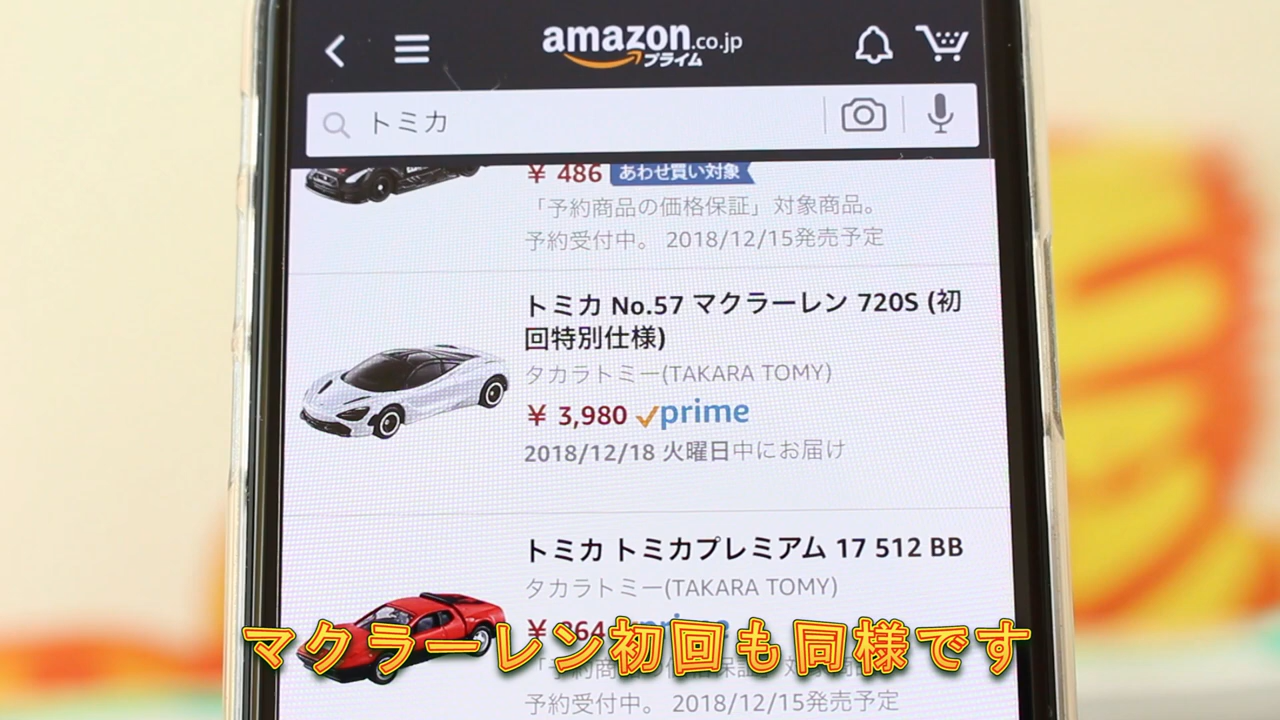 amazon.co.jp
プライム
トミカ
¥ 486 あわせ買い対象
「予約商品の価格保証」対象商品。
予約受付中。 2018/12/15発売予定
トミカ No.57 マクラーレン 720S (初
回特別仕様)
タカラトミー(TAKARA TOMY)
¥ 3,980 prime
2018/12/18 火曜日中にお届け
トミカ トミカプレミアム 17 512 BB
タカラトミー(TAKARA TOMY)
¥ 864 prime
マクラーレン初回も同様です
予約受付中。 2018/12/15発売予定